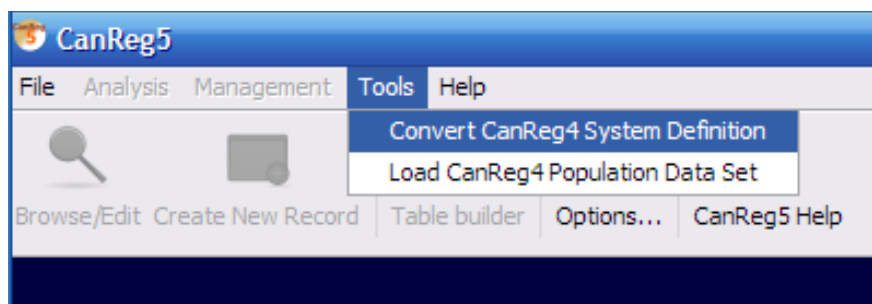 CanReg5
File Analysis Management Tools Help
Convert CanReg4 System Definition
Load CanReg4 Population Data Set
Browse/Edit Create New Record Table builder Options... CanReg5 Help